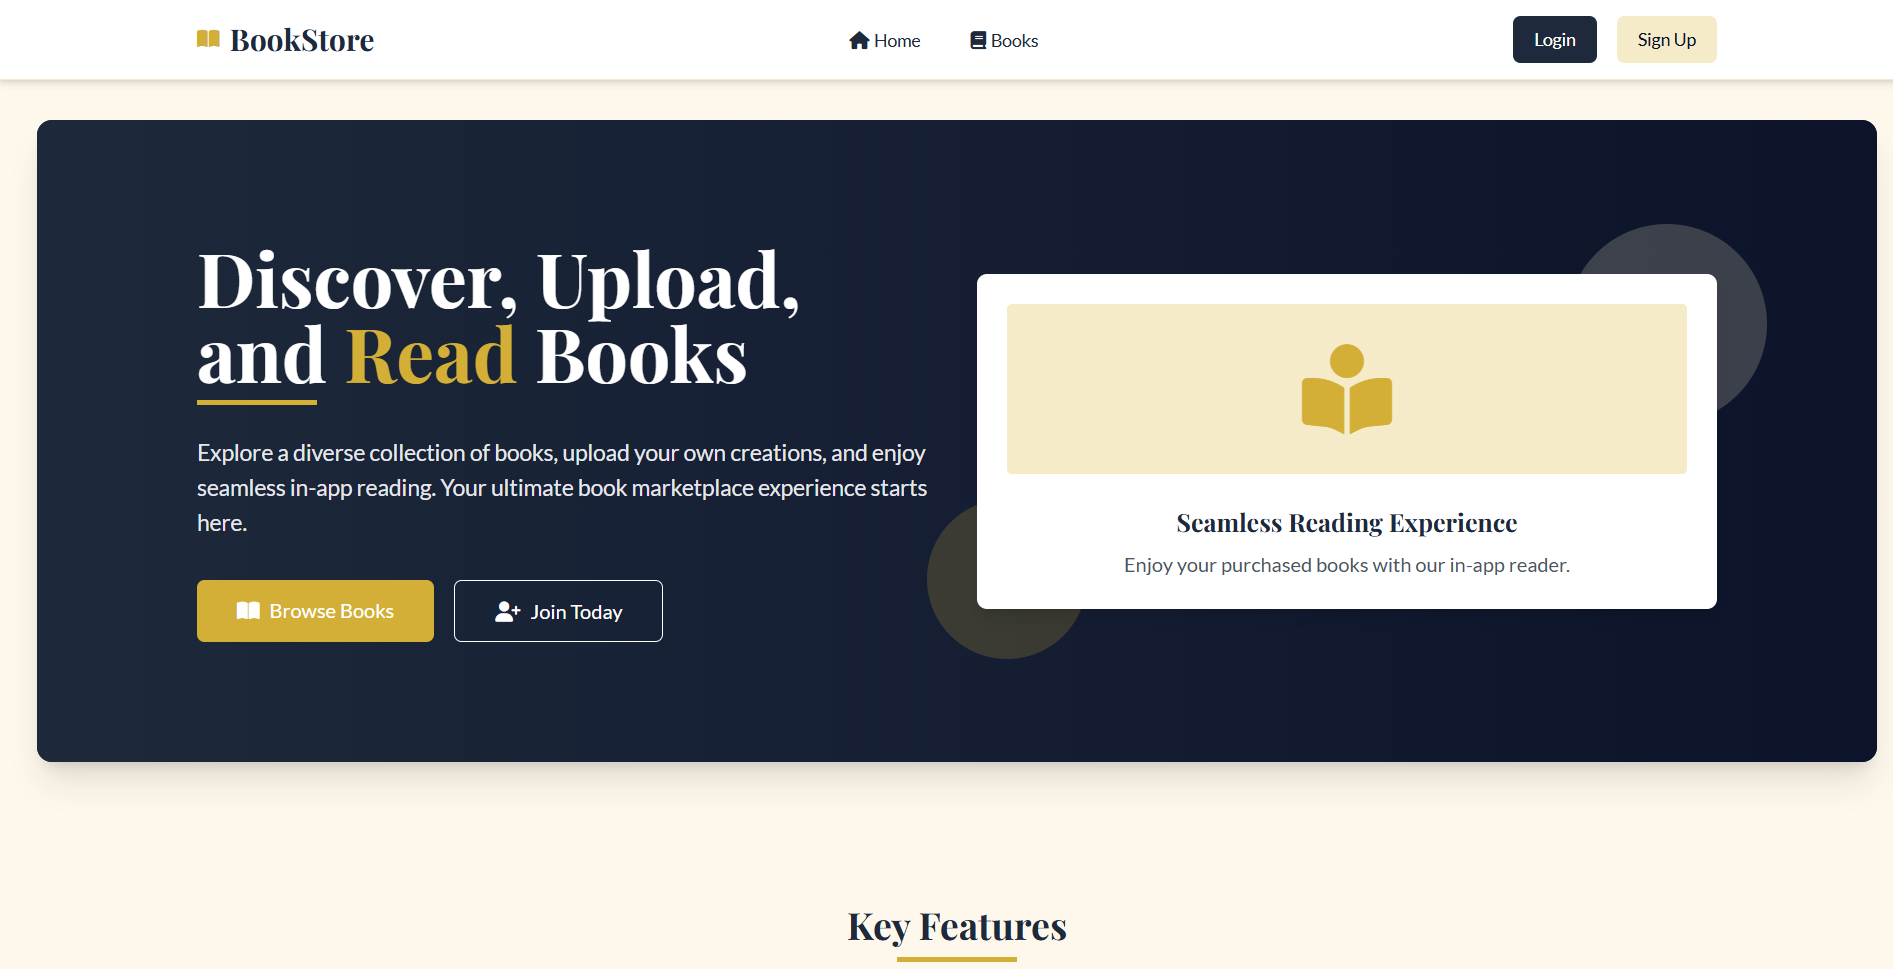 BookStore
Home
Books
Login
Sign Up
Discover, Upload,
and Read Books
Explore a diverse collection of books, upload your own creations, and enjoy
seamless in-app reading. Your ultimate book marketplace experience starts
here.
Browse Books
Join Today
Seamless Reading Experience
Enjoy your purchased books with our in-app reader.
Key Features